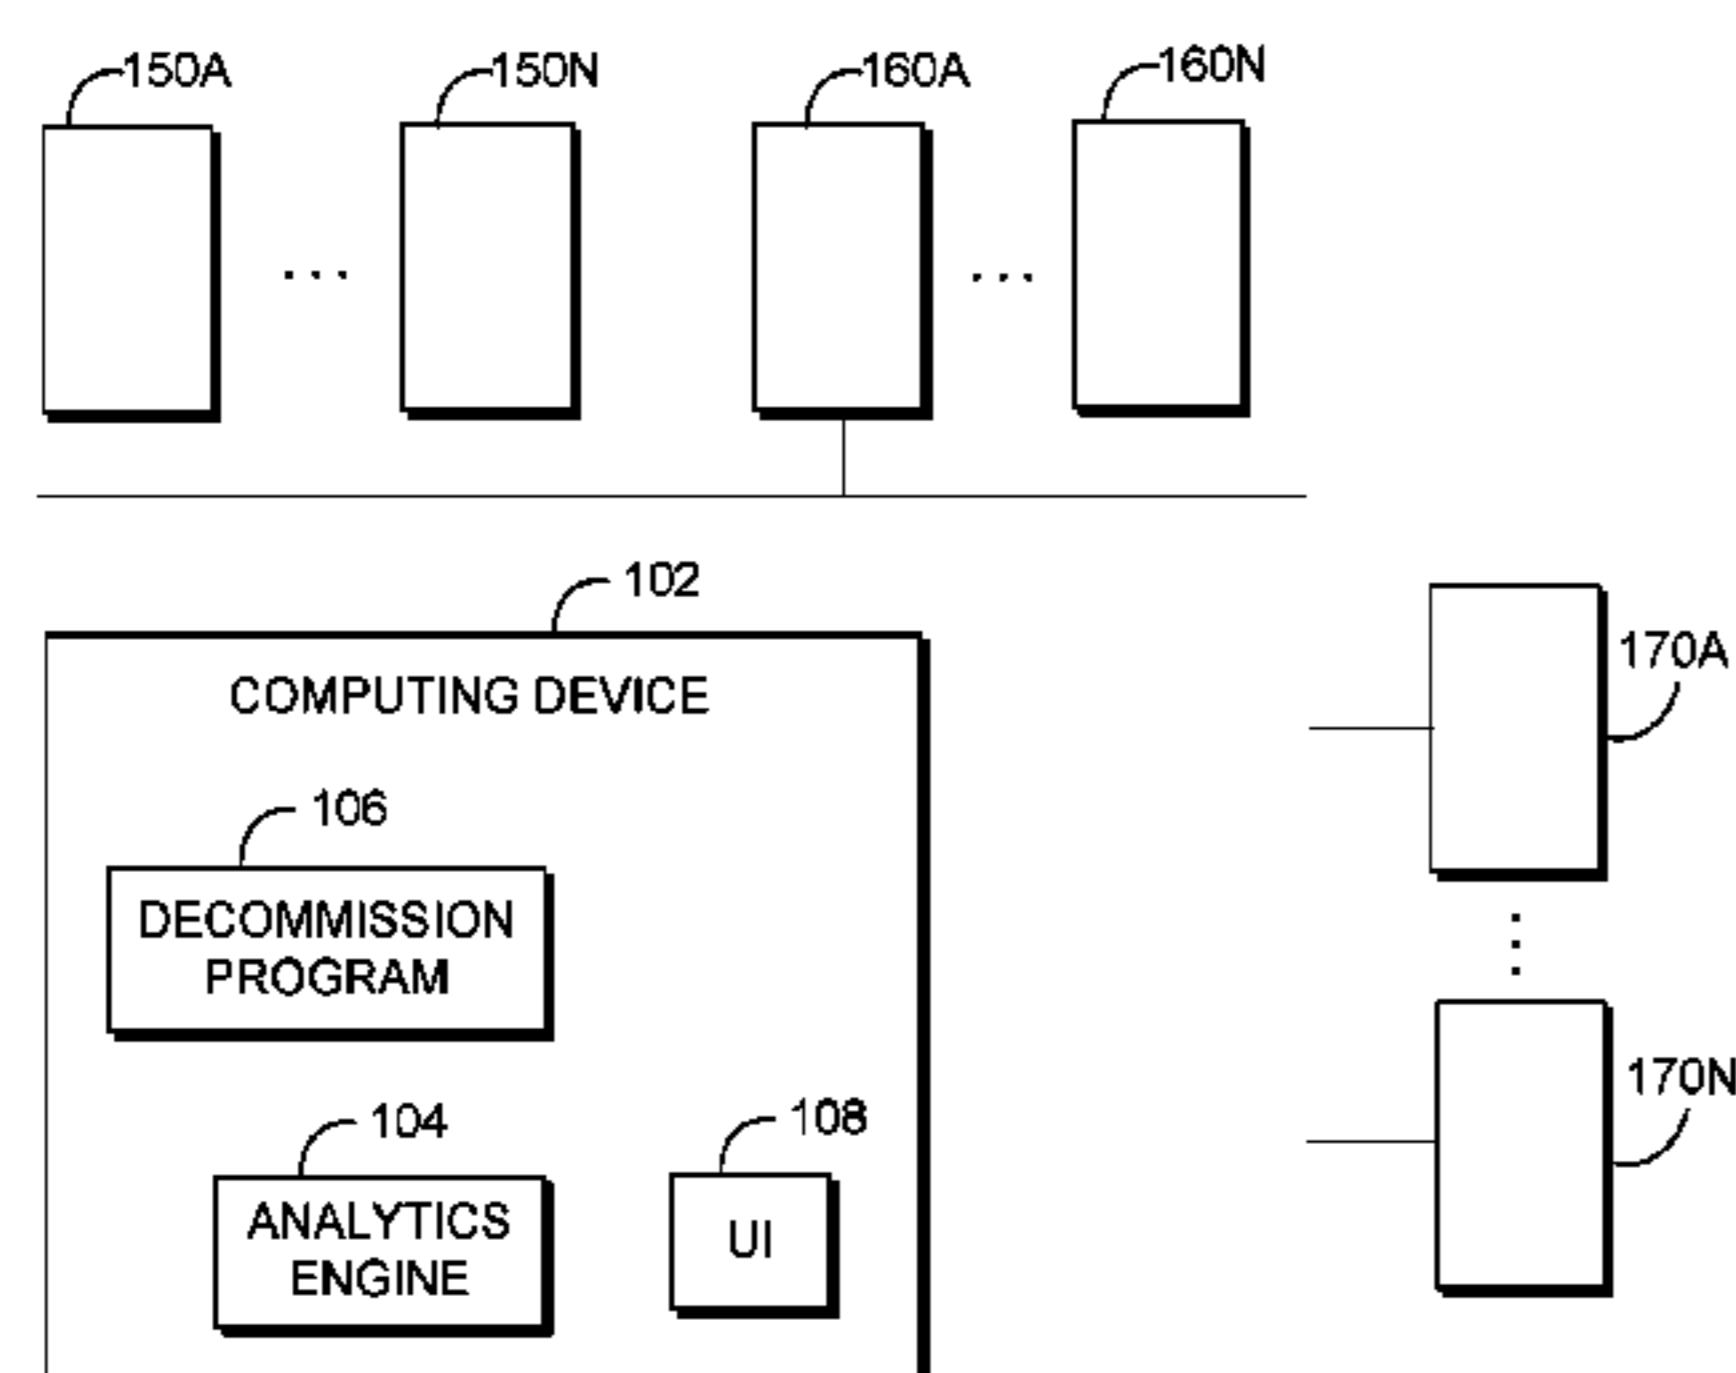 150A
150N
160A
160N
102
COMPUTING DEVICE
170A
106
DECOMMISSION
PROGRAM
170N
104
108
ANALYTICS
ENGINE
UI